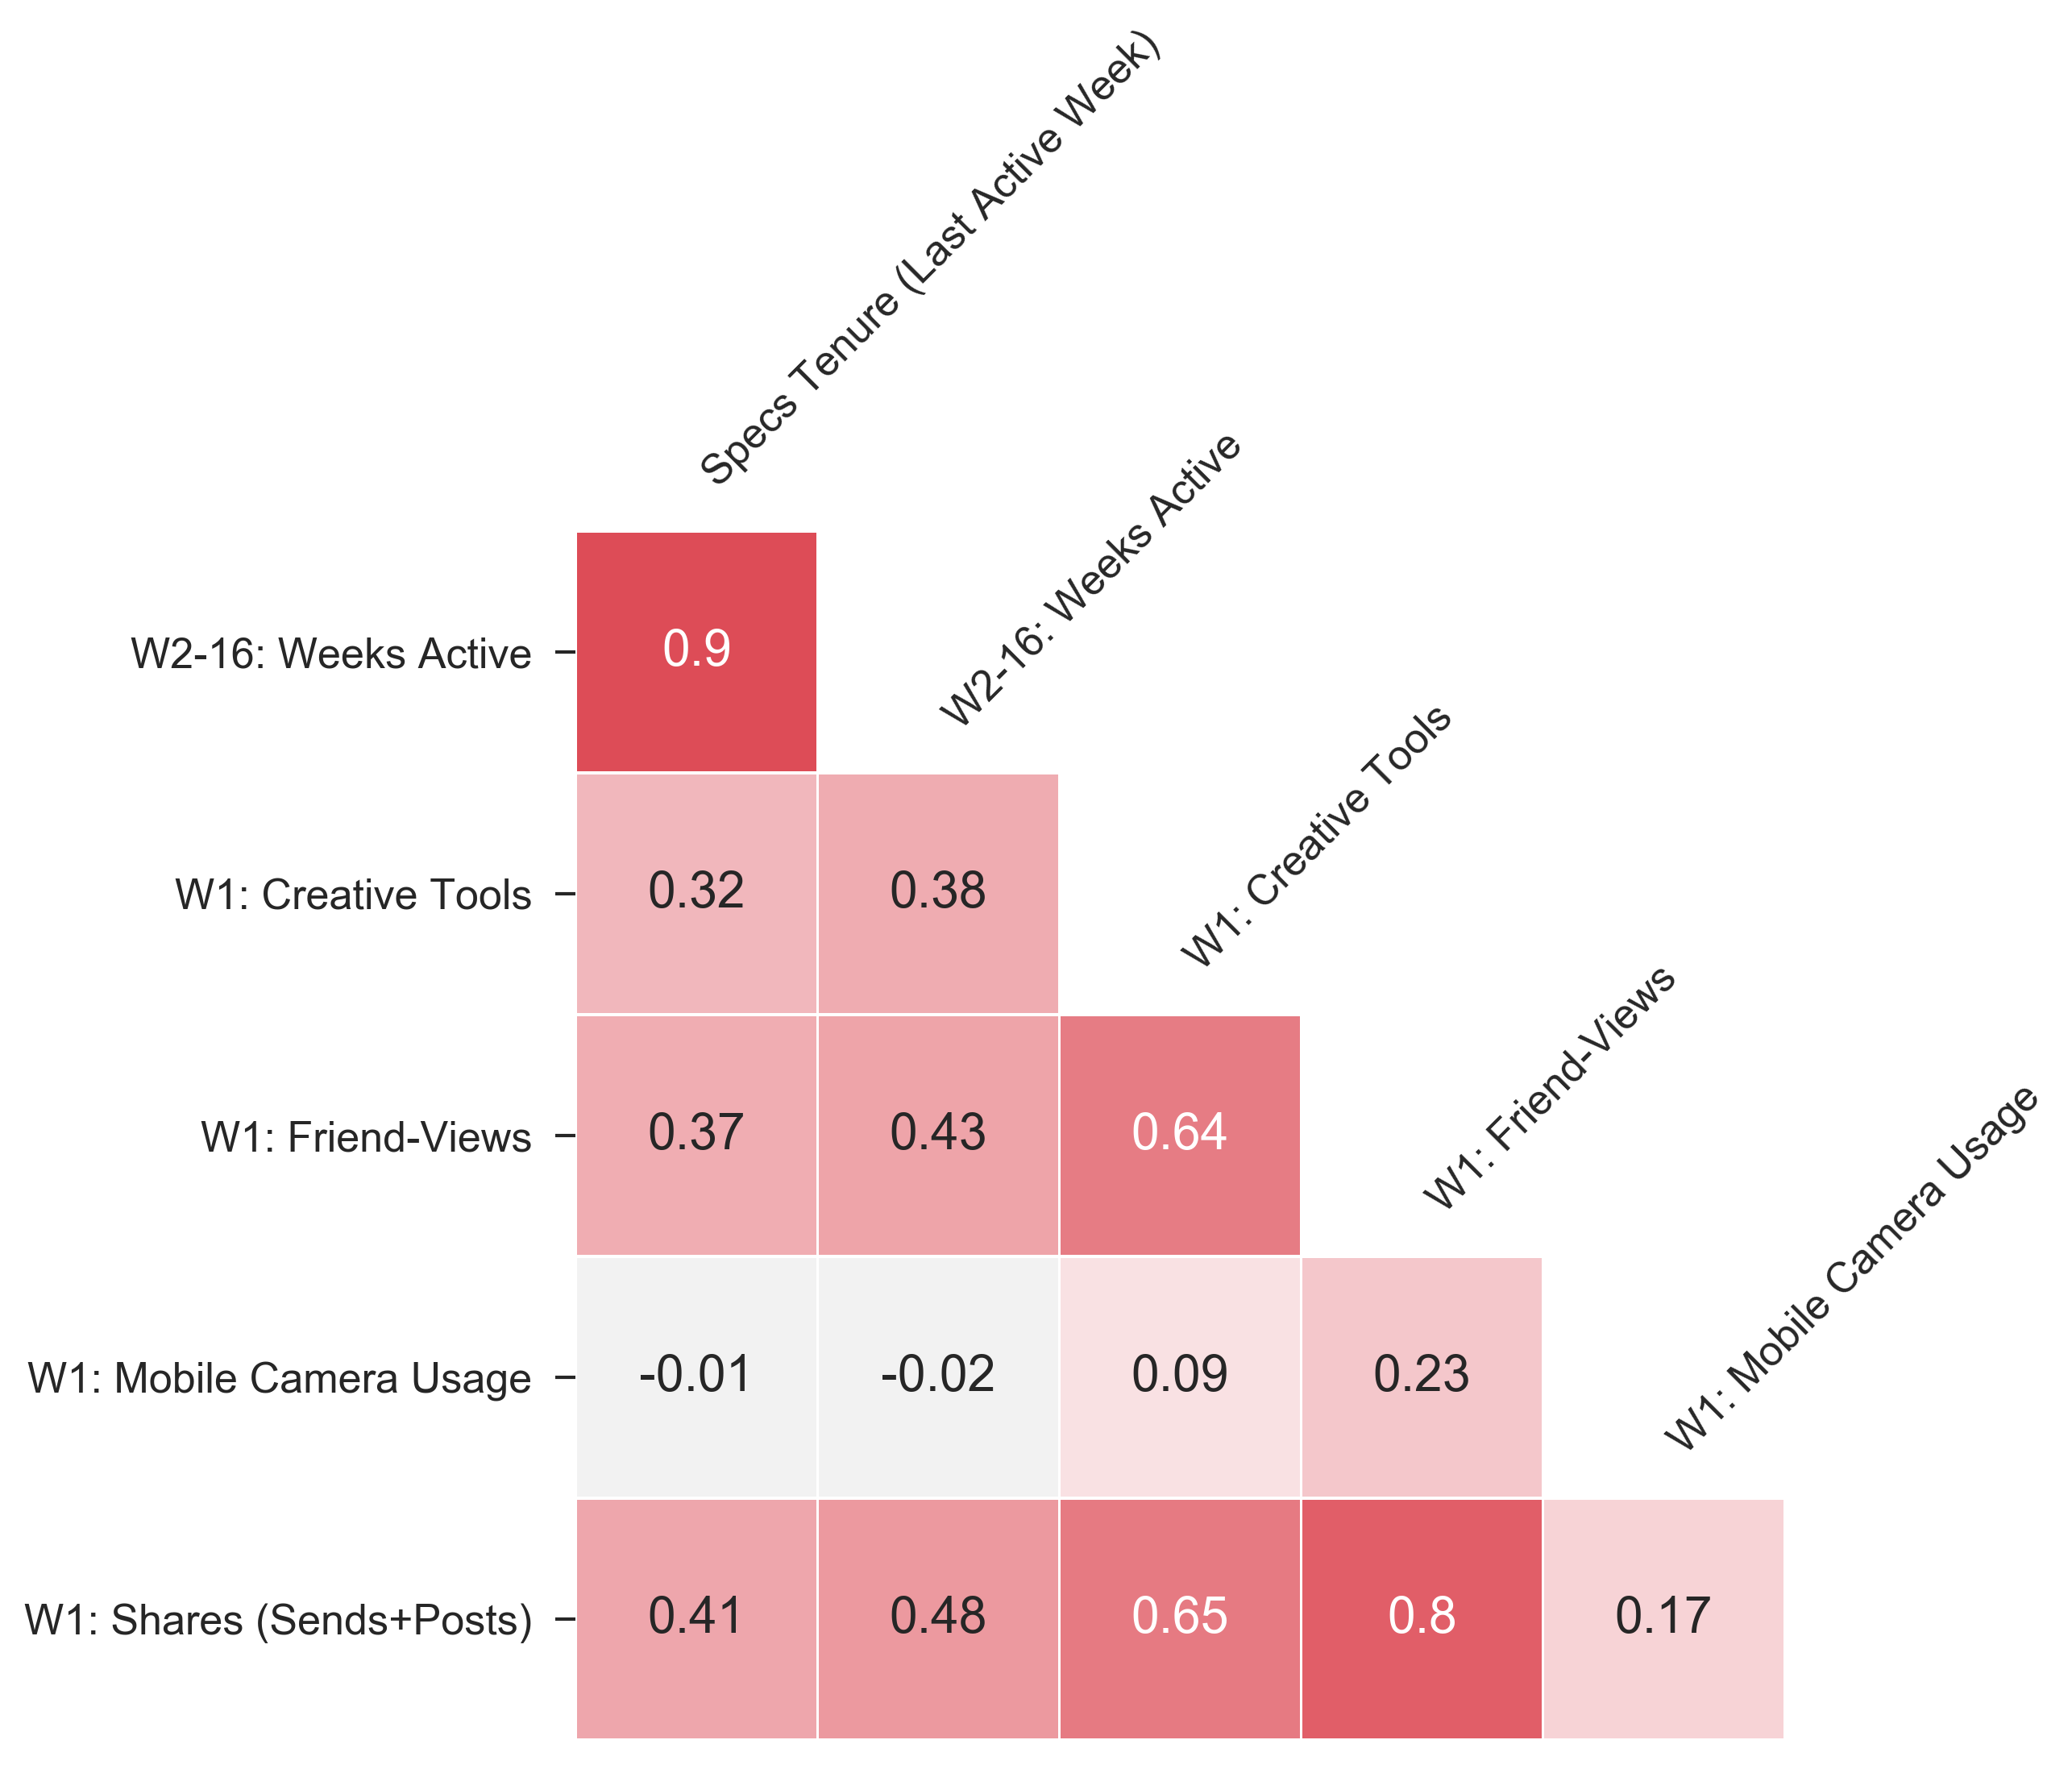 Specs Tenure (Last Active Week)
W2-16: Weeks Active
W1: Creative Tools
W1: Friend-Views
W1: Mobile Camera Usage
W2-16: Weeks Active 0.9
W1: Creative Tools 0.32 0.38
W1: Friend-Views 0.37 0.43 0.64
W1: Mobile Camera Usage -0.01 -0.02 0.09 0.23
W1: Shares (Sends+Posts) 0.41 0.48 0.65 0.8 0.17